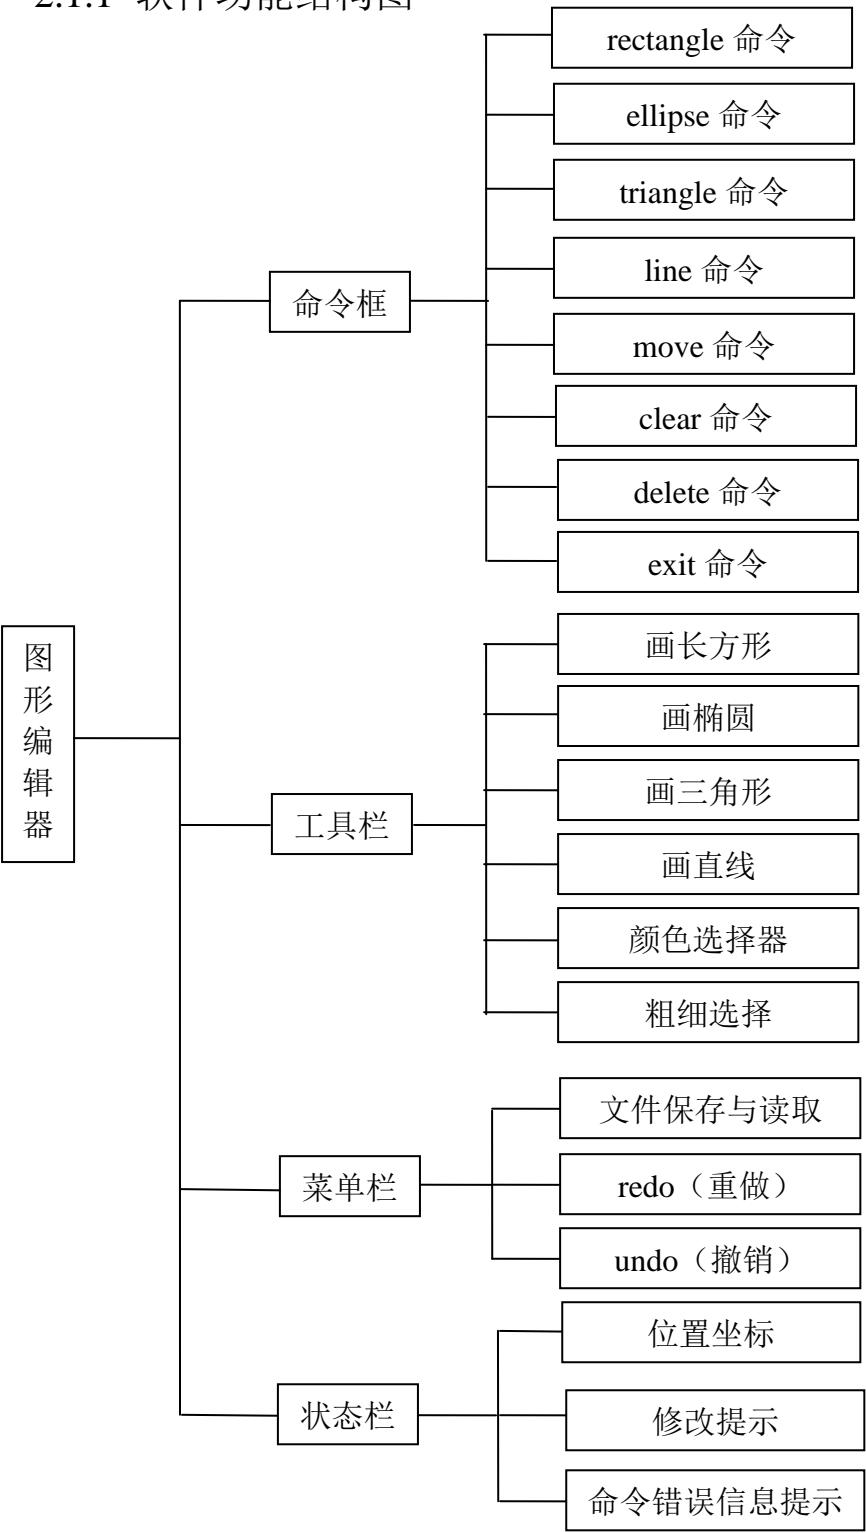 2.1.1 软件功能结构图
rectangle 命令
ellipse 命令
triangle 命令
line 命令
命令框
move 命令
clear 命令
delete 命令
exit 命令
图形编辑器
画长方形
画椭圆
画三角形
工具栏
画直线
颜色选择器
粗细选择
文件保存与读取
菜单栏
redo（重做）
undo（撤销）
位置坐标
状态栏
修改提示
命令错误信息提示